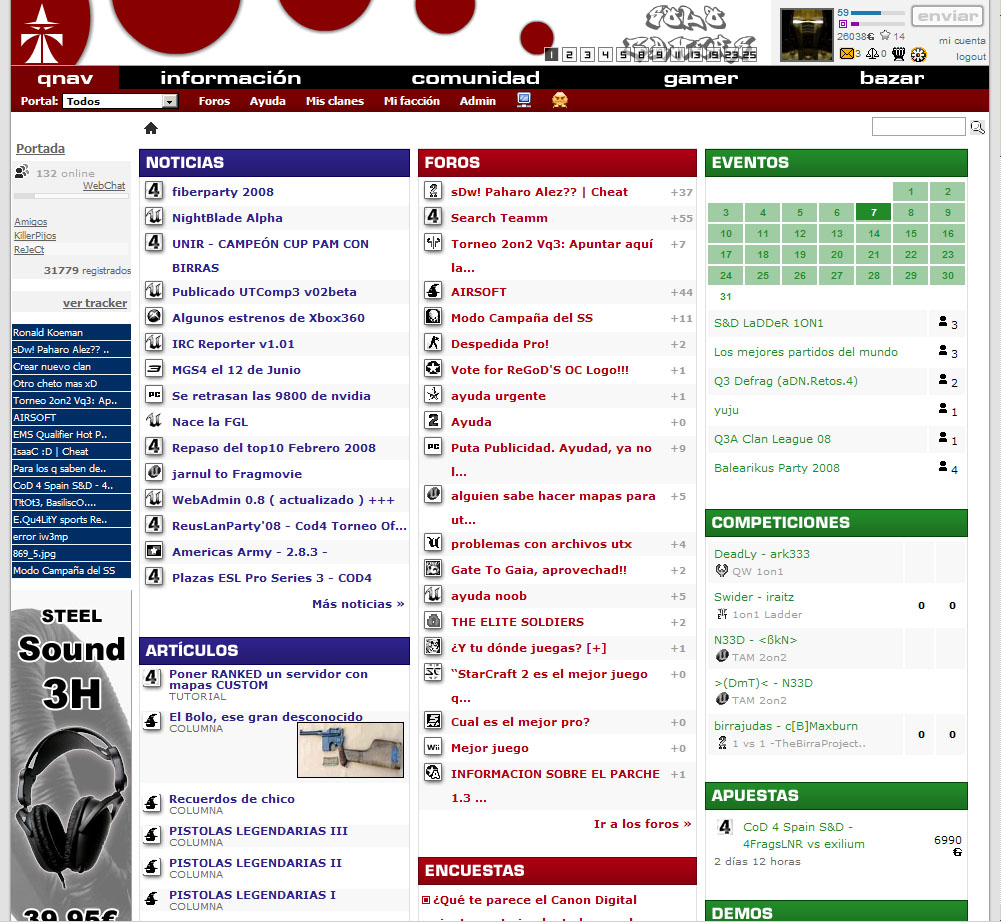 SOLO
GAMING
59
enviar
26038 14
1 2 3 4 5 8 9 11 13 19 23 25
mi cuenta
3 0
logout
qnav información comunidad gamer bazar
Portal: Todos Foros Ayuda Mis clanes Mi facción Admin
Portada
132 online
WebChat
Amigos
KillerPijos
ReJeCt
31779 registrados
ver tracker
Ronald Koeman
sDw! Paharo Alez?? ..
Crear nuevo clan
Otro cheto mas xD
Torneo 2on2 Vq3: Ap..
AIRSOFT
EMS Qualifier Hot P..
IsaaC :D | Cheat
Para los q saben de..
CoD 4 Spain S&D - 4..
T!tOt3, BasiliscO....
E.Qu4LitY sports Re..
error iw3mp
869_5.jpg
Modo Campaña del SS
STEEL
Sound
3H
39.95€
NOTICIAS
fiberparty 2008
NightBlade Alpha
UNIR - CAMPEÓN CUP PAM CON
BIRRAS
Publicado UTComp3 v02beta
Algunos estrenos de Xbox360
IRC Reporter v1.01
MGS4 el 12 de Junio
Se retrasan las 9800 de nvidia
Nace la FGL
Repaso del top10 Febrero 2008
jarnul to Fragmovie
WebAdmin 0.8 ( actualizado ) +++
ReusLanParty'08 - Cod4 Torneo Of...
Americas Army - 2.8.3 -
Plazas ESL Pro Series 3 - COD4
Más noticias »
ARTÍCULOS
Poner RANKED un servidor con
mapas CUSTOM
TUTORIAL
El Bolo, ese gran desconocido
COLUMNA
Recuerdos de chico
COLUMNA
PISTOLAS LEGENDARIAS III
COLUMNA
PISTOLAS LEGENDARIAS II
COLUMNA
PISTOLAS LEGENDARIAS I
COLUMNA
FOROS
sDw! Paharo Alez?? | Cheat +37
Search Teamm +55
Torneo 2on2 Vq3: Apuntar aquí +7
la...
AIRSOFT +44
Modo Campaña del SS +11
Despedida Pro! +2
Vote for ReGoD'S OC Logo!!! +1
ayuda urgente +1
Ayuda +0
Puta Publicidad. Ayudad, ya no +9
l...
alguien sabe hacer mapas para +5
ut...
problemas con archivos utx +4
Gate To Gaia, aprovechad!! +2
ayuda noob +5
THE ELITE SOLDIERS +2
¿Y tu dónde juegas? [+] +1
“StarCraft 2 es el mejor juego +0
q...
Cual es el mejor pro? +0
Mejor juego +0
INFORMACION SOBRE EL PARCHE +1
1.3 ...
Ir a los foros »
ENCUESTAS
¿Qué te parece el Canon Digital
EVENTOS
1 2
3 4 5 6 7 8 9
10 11 12 13 14 15 16
17 18 19 20 21 22 23
24 25 26 27 28 29 30
31
S&D LaDDeR 1ON1 3
Los mejores partidos del mundo 3
Q3 Defrag (aDN.Retos.4) 2
yuju 1
Q3A Clan League 08 1
Balearikus Party 2008 4
COMPETICIONES
DeadLy - ark333
QW 1on1
Swider - iraitz 0 0
1on1 Ladder
N33D - <ßkN>
TAM 2on2
>(DmT)< - N33D
TAM 2on2
birrajudas - c[B]Maxburn 0 0
1 vs 1 -TheBirraProject..
APUESTAS
CoD 4 Spain S&D -
4FragsLNR vs exilium
6990
2 días 12 horas
DEMOS